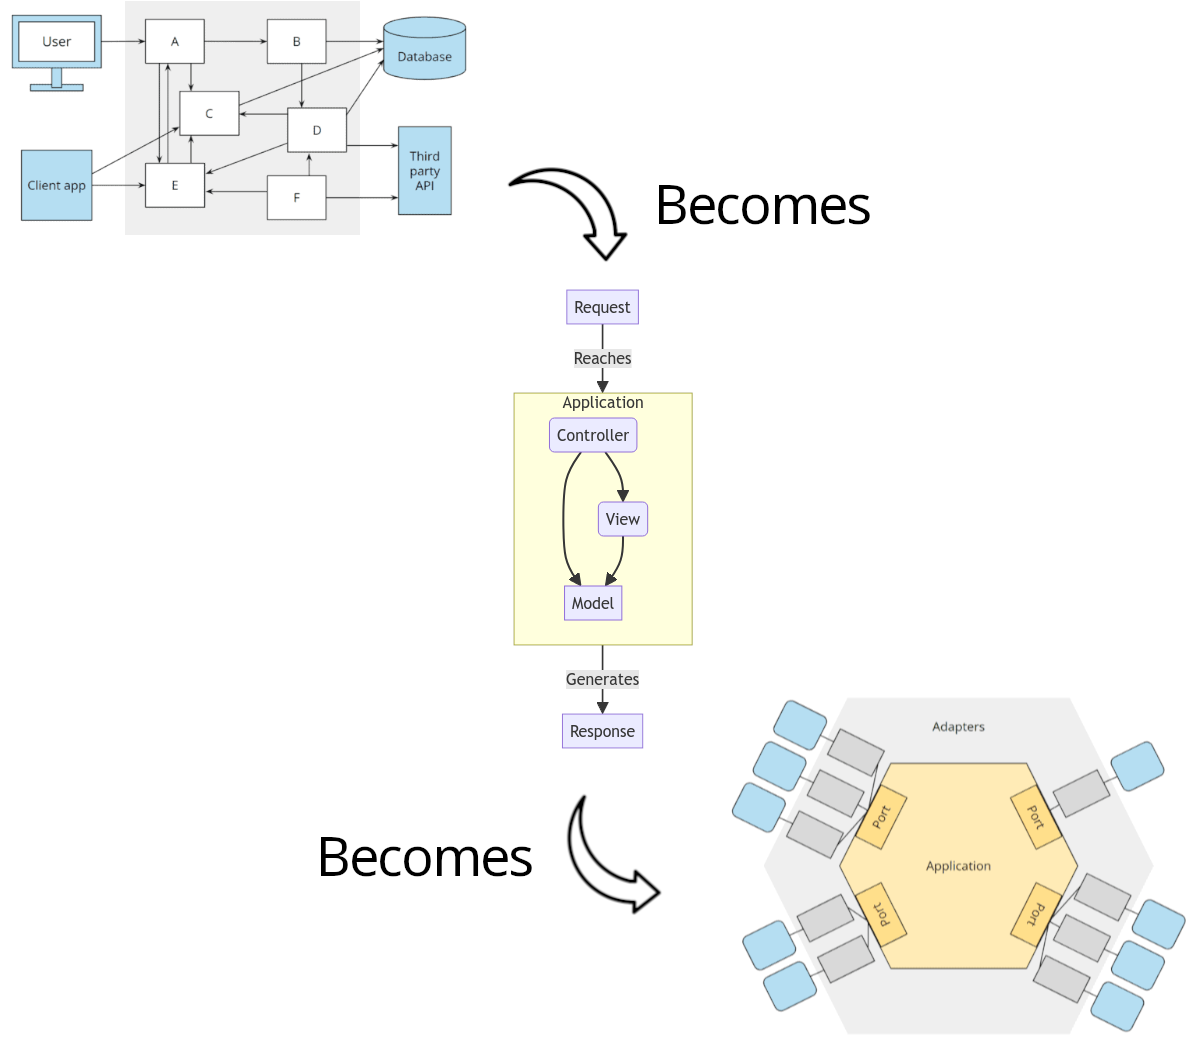 User
A
B
Database
C
D
Third
party
API
Client app
E
F
Becomes
Request
Reaches
Application
Controller
View
Model
Generates
Response
Becomes
Adapters
Port
Port
Application
Port
Port